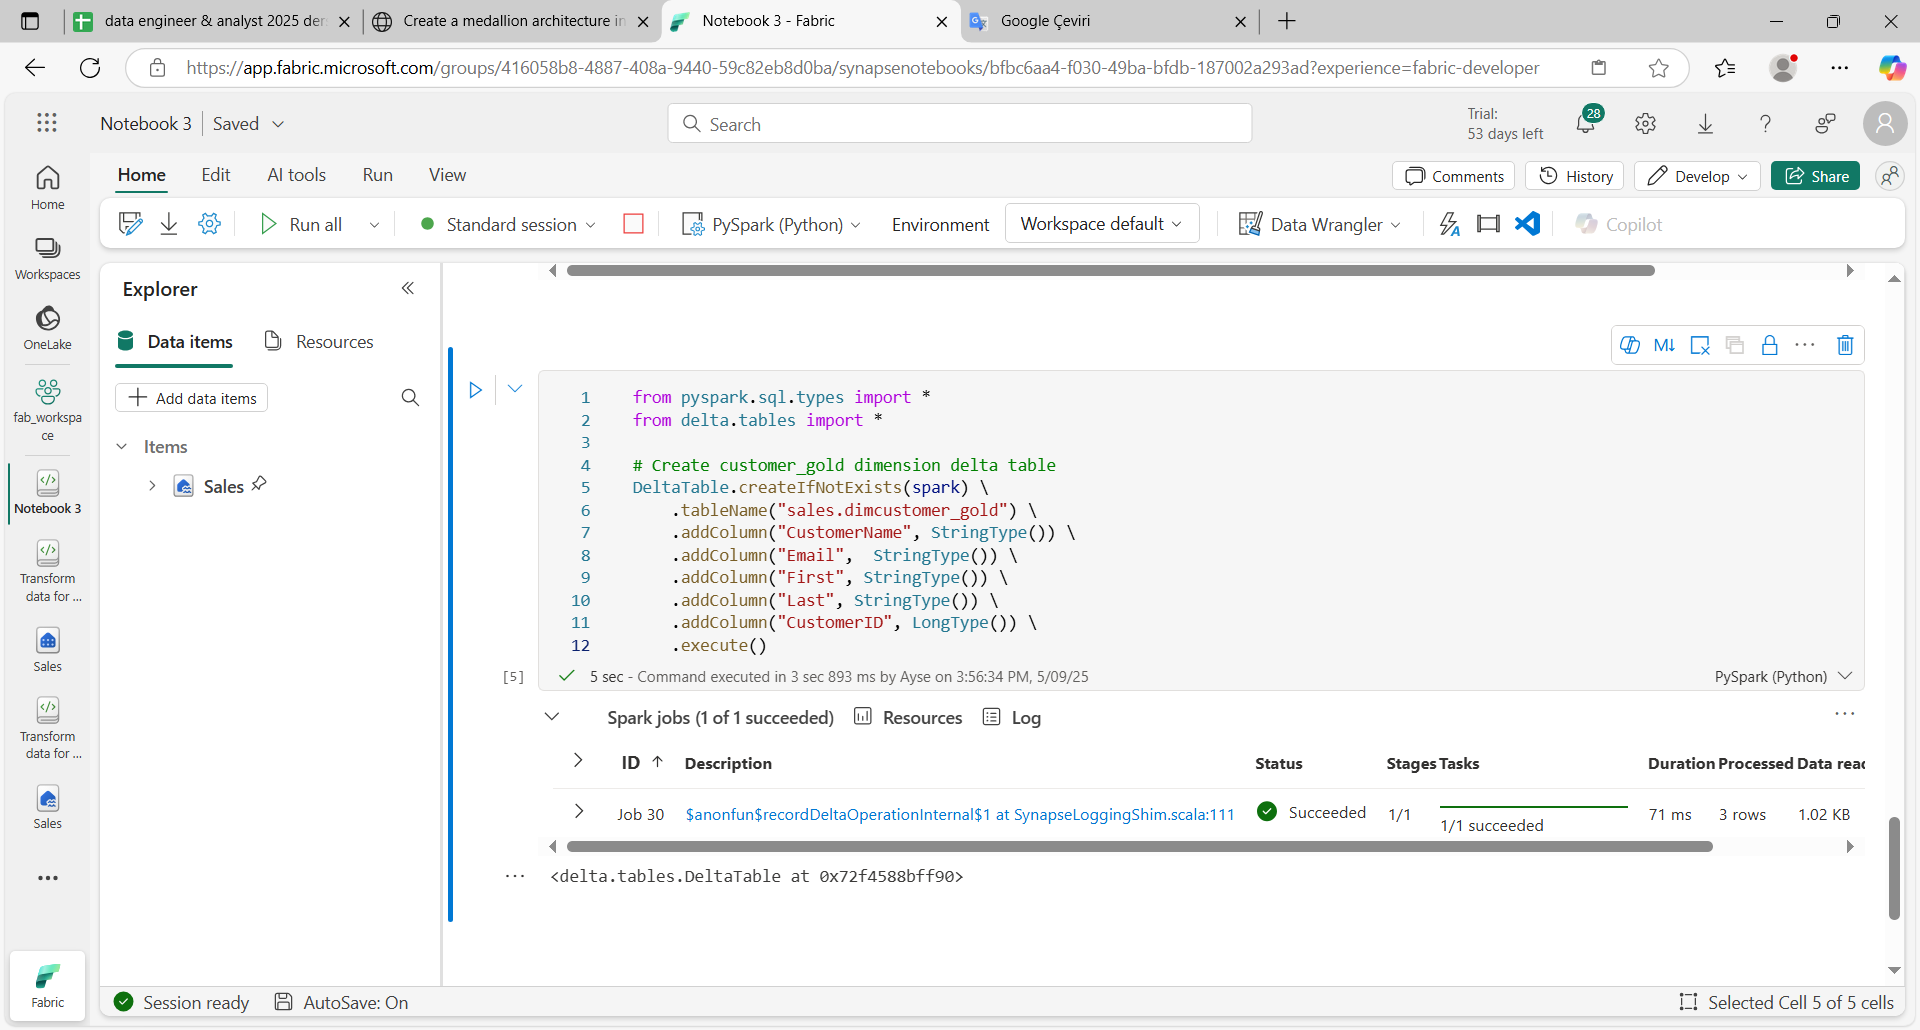 data engineer & analyst 2025 der
Create a medallion architecture in
Notebook 3 - Fabric
Google Çeviri
https://app.fabric.microsoft.com/groups/416058b8-4887-408a-9440-59c82eb8d0ba/synapsenotebooks/bfbc6aa4-f030-49ba-bfdb-187002a293ad?experience=fabric-developer
Notebook 3
Saved
Search
Trial:
53 days left
28
Home
Edit
AI tools
Run
View
Comments
History
Develop
Share
Run all
Standard session
PySpark (Python)
Environment
Workspace default
Data Wrangler
Copilot
Home
Workspaces
OneLake
fab_workspa
ce
Notebook 3
Transform
data for ...
Sales
Transform
data for ...
Sales
Fabric
Explorer
Data items
Resources
Add data items
Items
Sales
M↓
1 from pyspark.sql.types import *
2 from delta.tables import *
3
4 # Create customer_gold dimension delta table
5 DeltaTable.createIfNotExists(spark) \
6 .tableName("sales.dimcustomer_gold") \
7 .addColumn("CustomerName", StringType()) \
8 .addColumn("Email",  StringType()) \
9 .addColumn("First", StringType()) \
10 .addColumn("Last", StringType()) \
11 .addColumn("CustomerID", LongType()) \
12 .execute()
[5]
5 sec - Command executed in 3 sec 893 ms by Ayse on 3:56:34 PM, 5/09/25
PySpark (Python)
Spark jobs (1 of 1 succeeded)
Resources
Log
ID ↑ Description Status Stages Tasks Duration Processed Data read
Job 30 $anonfun$recordDeltaOperationInternal$1 at SynapseLoggingShim.scala:111 Succeeded 1/1 1/1 succeeded 71 ms 3 rows 1.02 KB
<delta.tables.DeltaTable at 0x72f4588bff90>
Session ready
AutoSave: On
Selected Cell 5 of 5 cells